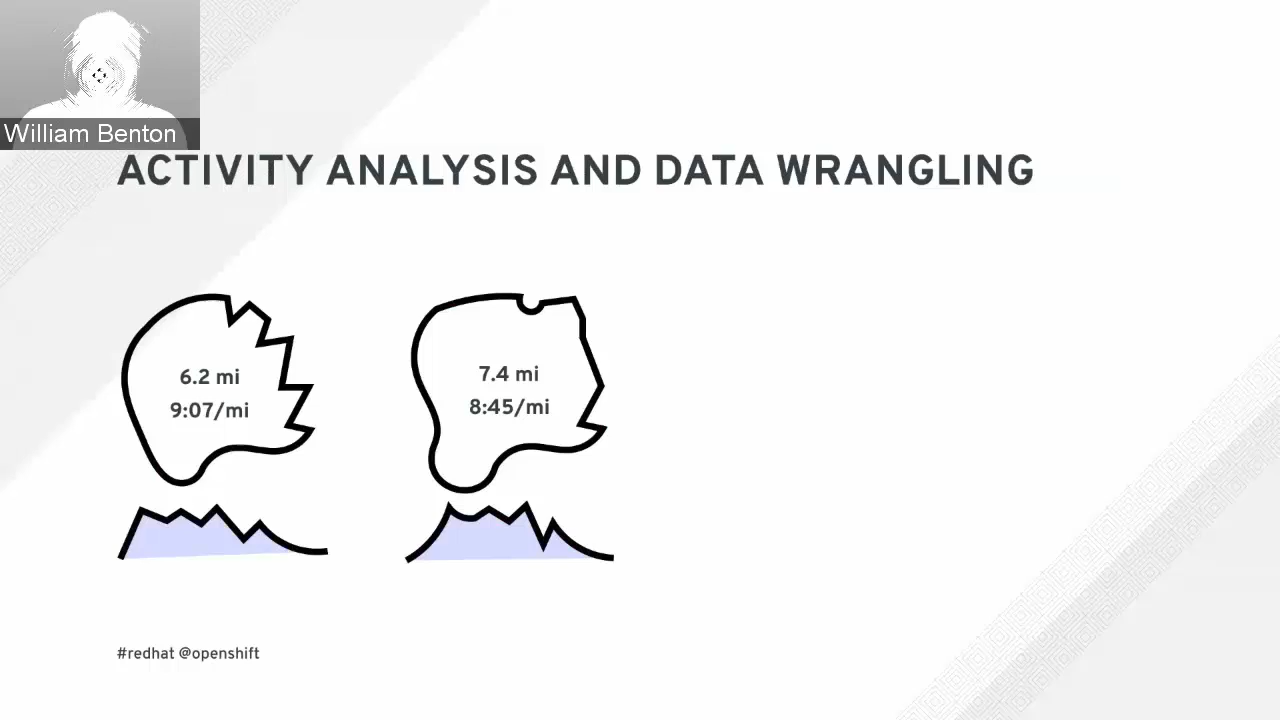 William Benton
ACTIVITY ANALYSIS AND DATA WRANGLING
6.2 mi
9:07/mi
7.4 mi
8:45/mi
#redhat @openshift